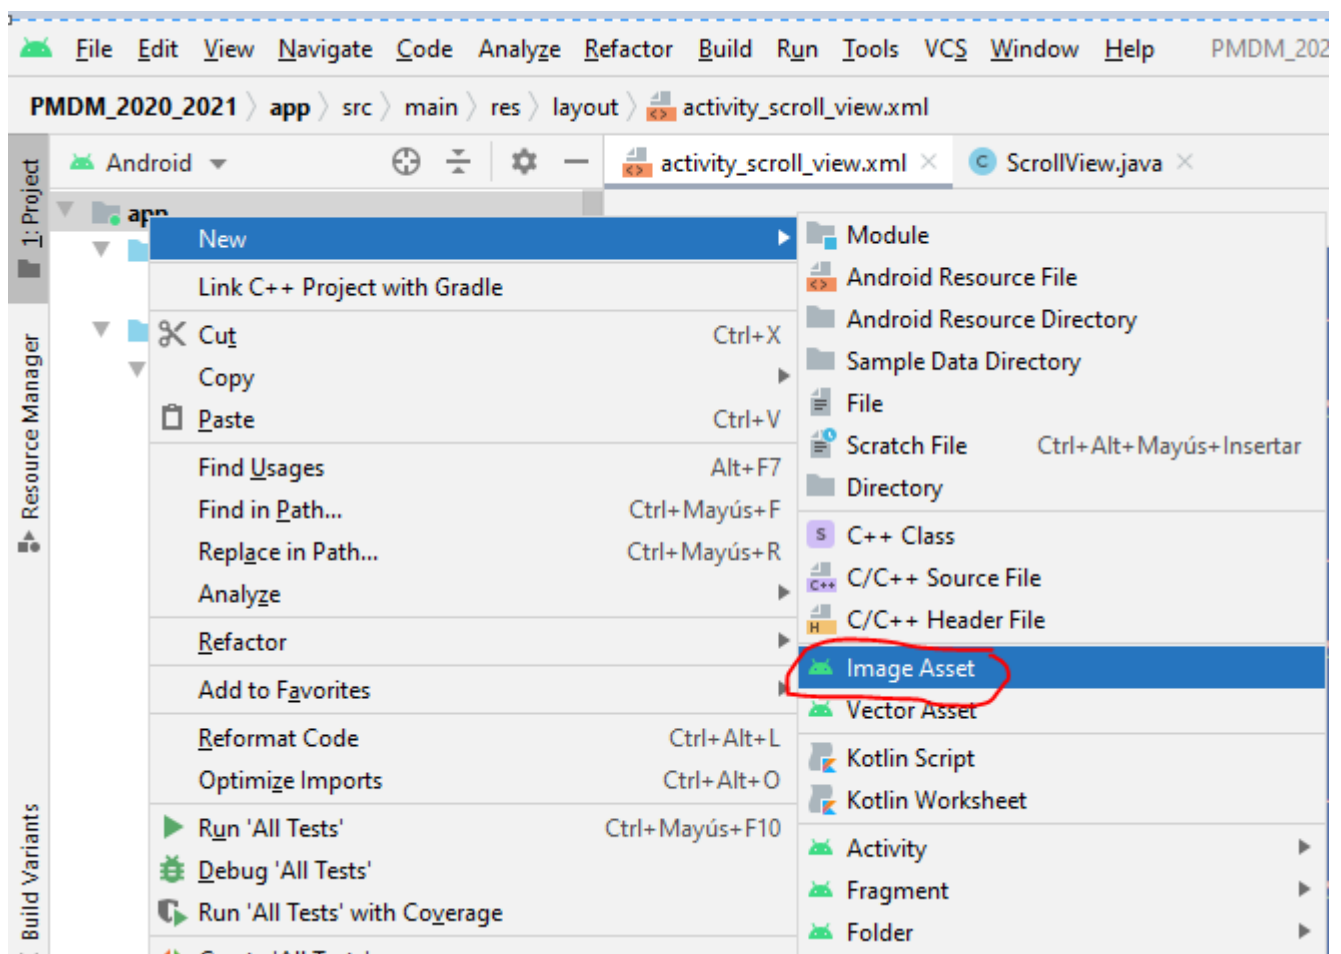 File Edit View Navigate Code Analyze Refactor Build Run Tools VCS Window Help PMDM_202
PMDM_2020_2021 app src main res layout activity_scroll_view.xml
Android activity_scroll_view.xml ScrollView.java
1: Project
Resource Manager
Build Variants
app
New
Link C++ Project with Gradle
Cut Ctrl+X
Copy
Paste Ctrl+V
Find Usages Alt+F7
Find in Path... Ctrl+Mayús+F
Replace in Path... Ctrl+Mayús+R
Analyze
Refactor
Add to Favorites
Reformat Code Ctrl+Alt+L
Optimize Imports Ctrl+Alt+O
Run 'All Tests' Ctrl+Mayús+F10
Debug 'All Tests'
Run 'All Tests' with Coverage
Module
Android Resource File
Android Resource Directory
Sample Data Directory
File
Scratch File Ctrl+Alt+Mayús+Insertar
Directory
S C++ Class
C++ C/C++ Source File
H C/C++ Header File
Image Asset
Vector Asset
Kotlin Script
Kotlin Worksheet
Activity
Fragment
Folder